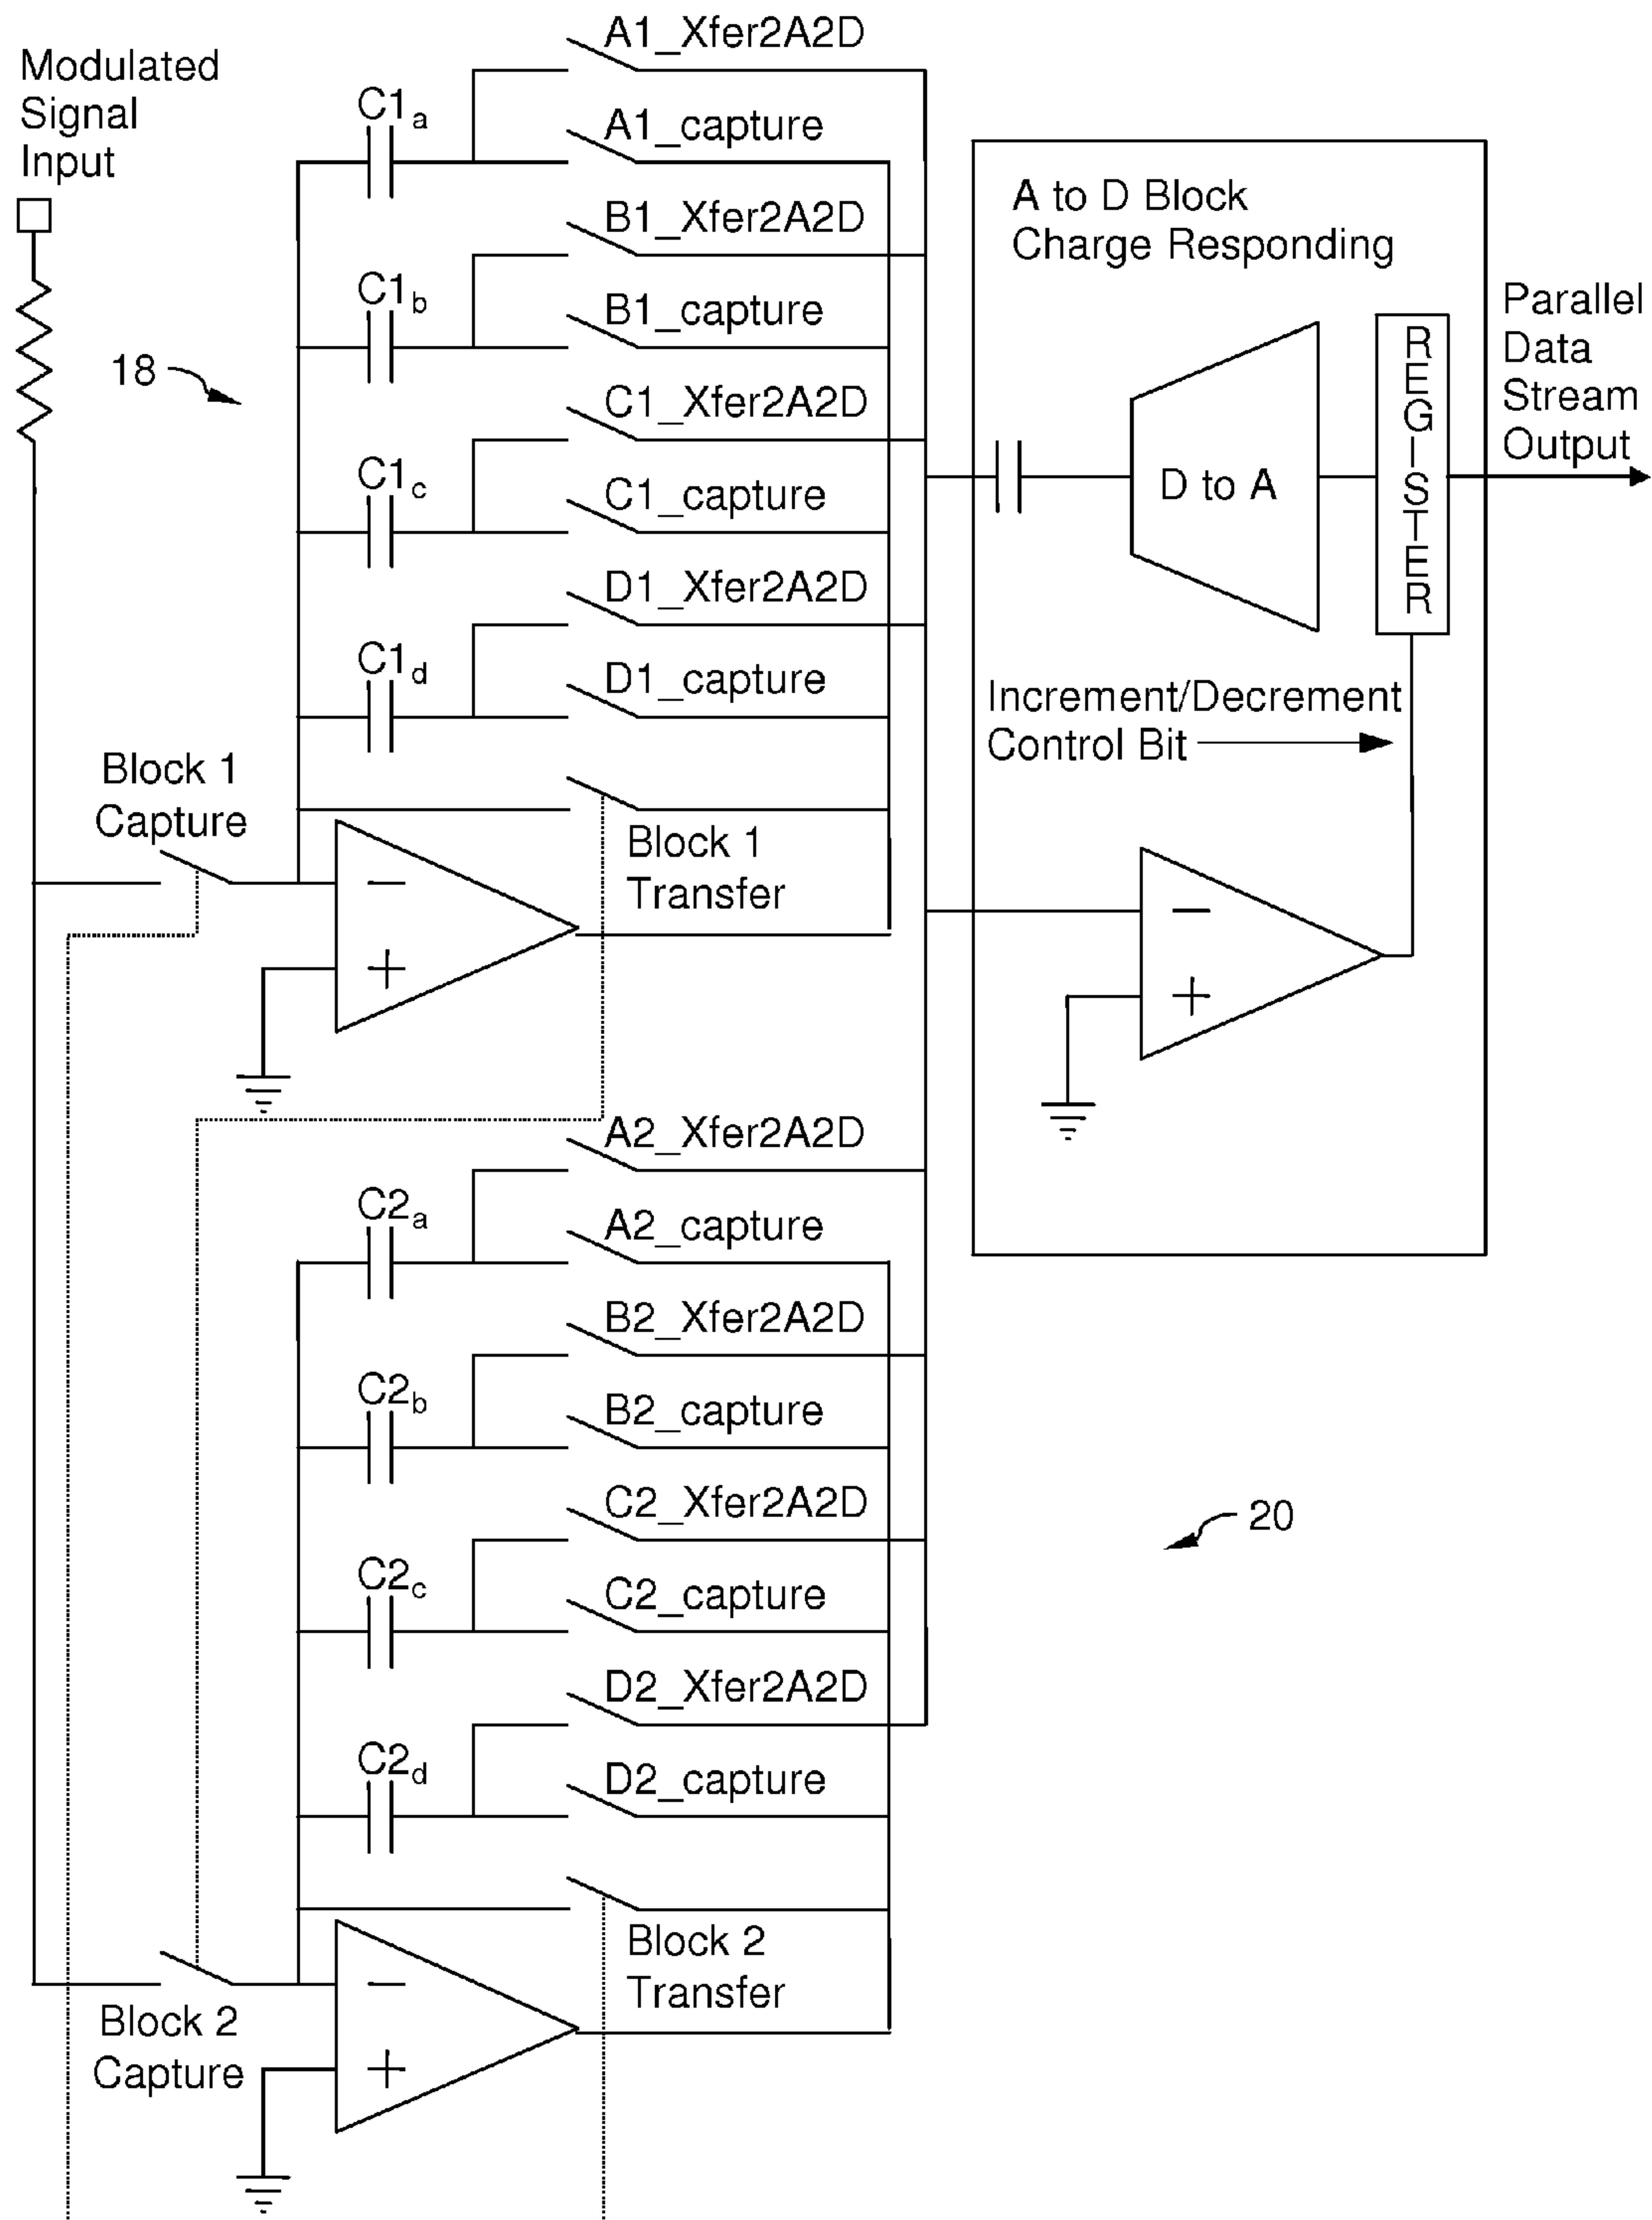 Modulated
Signal
Input
18
C1a
C1b
C1c
C1d
A1_Xfer2A2D
A1_capture
B1_Xfer2A2D
B1_capture
C1_Xfer2A2D
C1_capture
D1_Xfer2A2D
D1_capture
Block 1
Capture
Block 1
Transfer
−
+
A to D Block
Charge Responding
D to A
REGISTER
Parallel
Data
Stream
Output
Increment/Decrement
Control Bit
−
+
C2a
C2b
C2c
C2d
A2_Xfer2A2D
A2_capture
B2_Xfer2A2D
B2_capture
C2_Xfer2A2D
C2_capture
D2_Xfer2A2D
D2_capture
20
Block 2
Transfer
−
+
Block 2
Capture